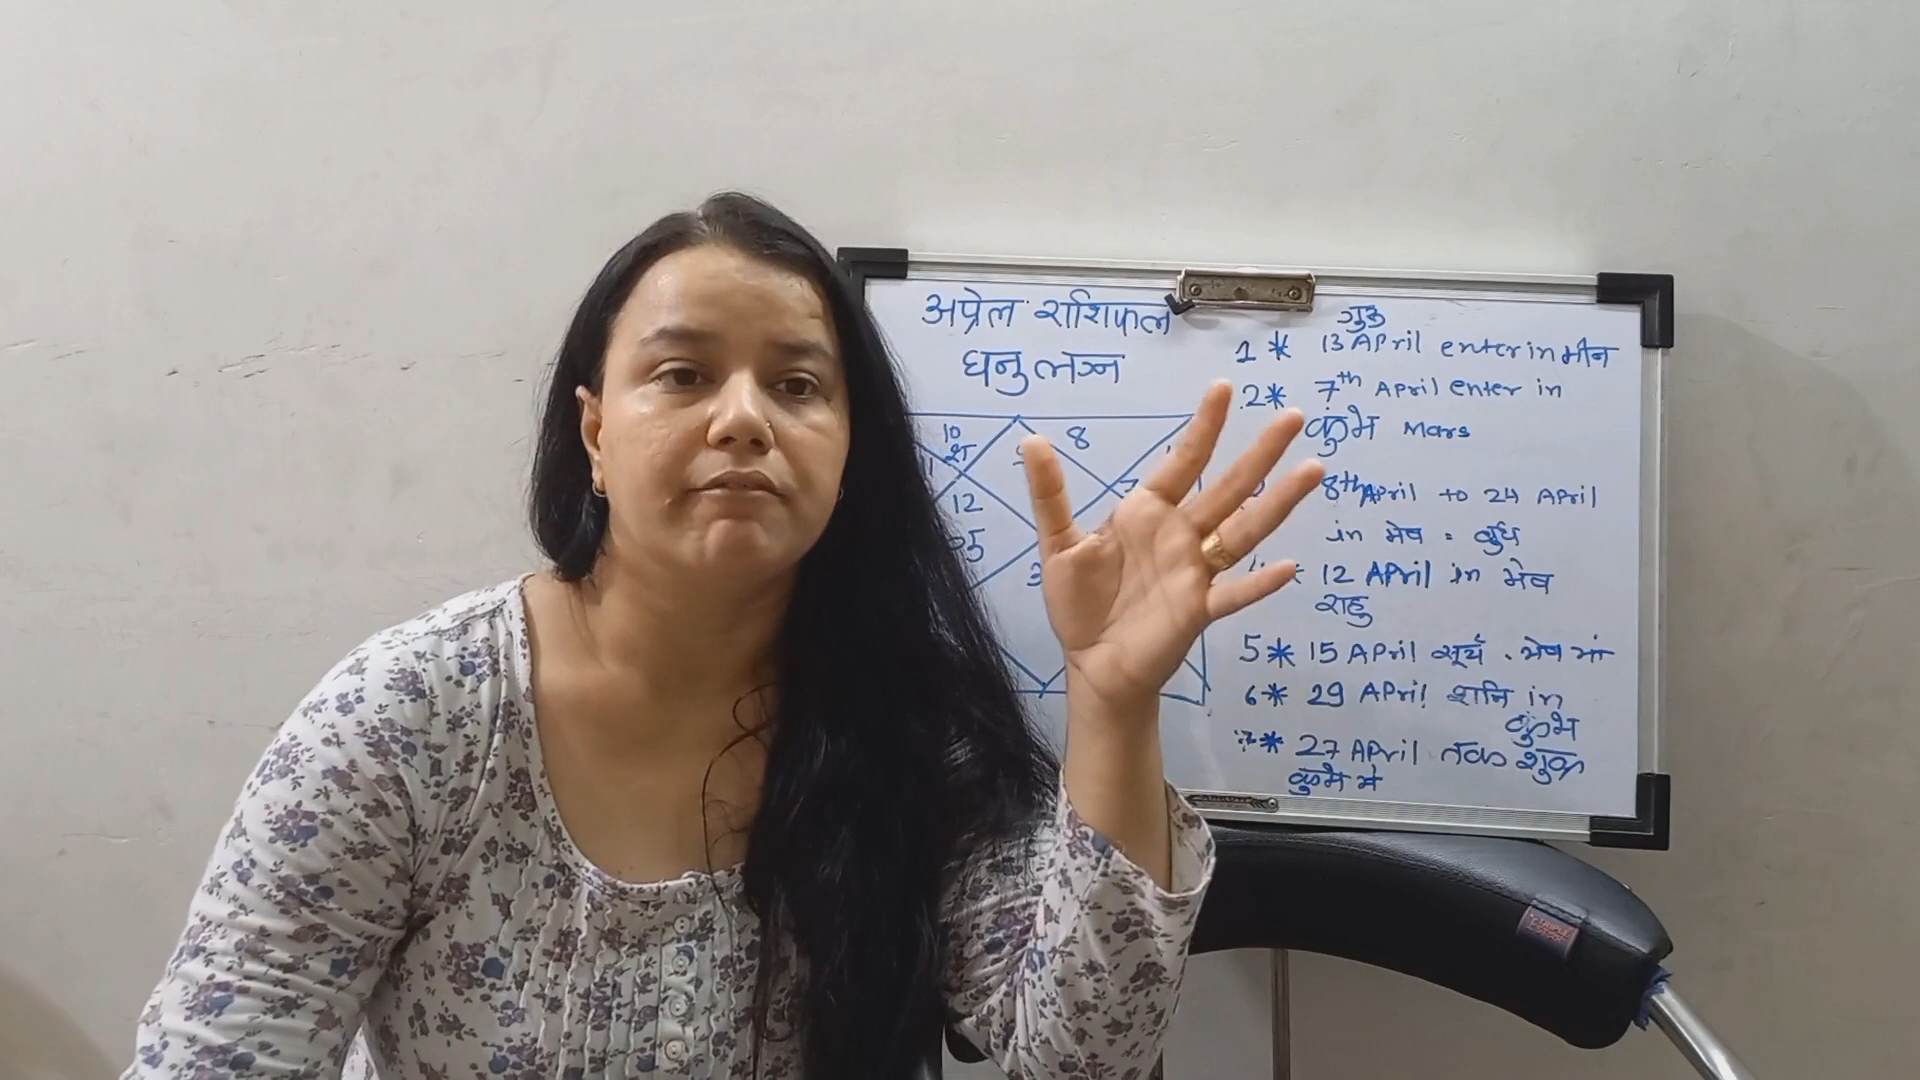 अप्रेल राशिफल
धनु लग्न
10
श
8
12
3
गुरु
1 * 13 April enter in मीन
2* 7th April enter in
कुंभ Mars
8th April to 24 April
in मेष = बुध
* 12 April in मेष
राहु
5* 15 April सूर्य . मेष मां
6* 29 April शनि in
कुंभ
7* 27 April तक शुक्र
कुंभ में